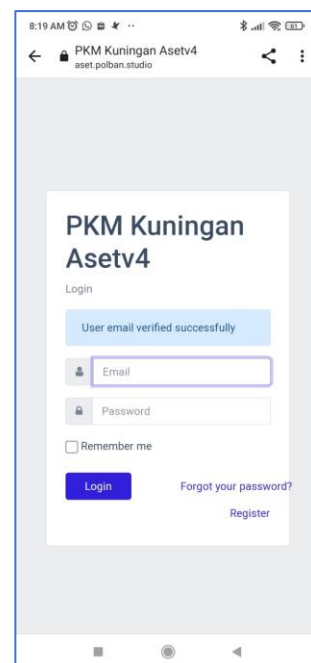 8:19 AM
61
PKM Kuningan Asetv4
aset.polban.studio
PKM Kuningan
Asetv4
Login
User email verified successfully
Email
Password
Remember me
Login
Forgot your password?
Register